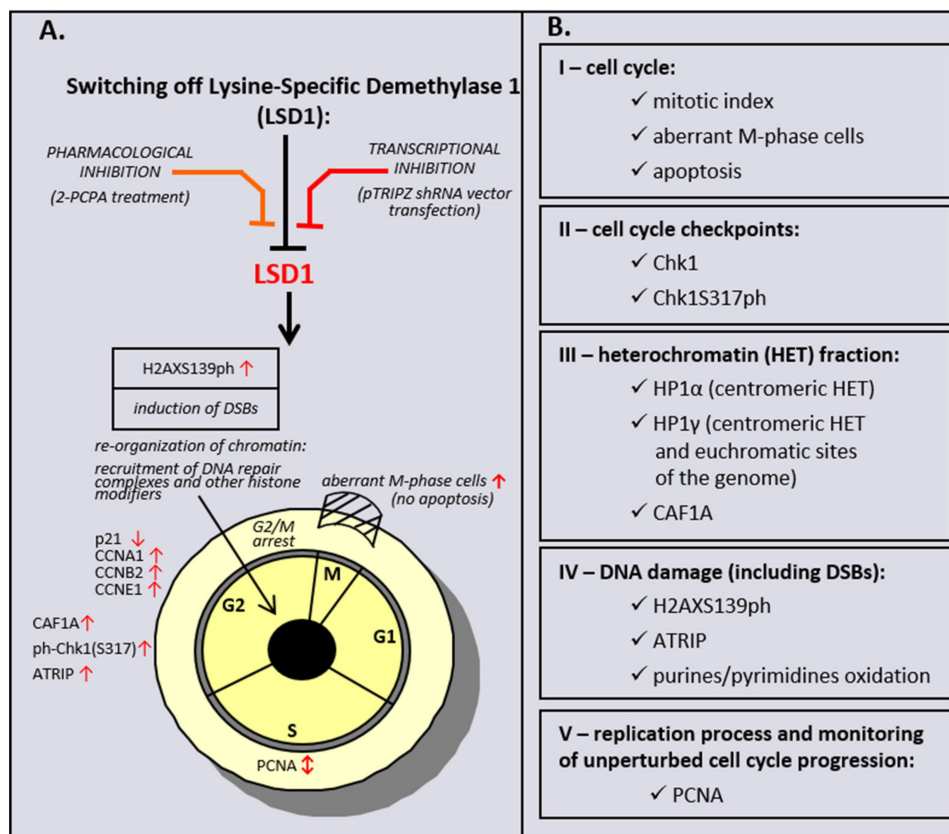 A.
Switching off Lysine-Specific Demethylase 1
(LSD1):
PHARMACOLOGICAL
INHIBITION
(2-PCPA treatment)
TRANSCRIPTIONAL
INHIBITION
(pTRIPZ shRNA vector
transfection)
LSD1
H2AXS139ph ↑
induction of DSBs
re-organization of chromatin:
recruitment of DNA repair
complexes and other histone
modifiers
aberrant M-phase cells ↑
(no apoptosis)
G2/M
arrest
p21 ↓
CCNA1 ↑
CCNB2 ↑
CCNE1 ↑
CAF1A ↑
ph-Chk1(S317) ↑
ATRIP ↑
M
G2
G1
S
PCNA ↕
B.
I – cell cycle:
✓ mitotic index
✓ aberrant M-phase cells
✓ apoptosis
II – cell cycle checkpoints:
✓ Chk1
✓ Chk1S317ph
III – heterochromatin (HET) fraction:
✓ HP1α (centromeric HET)
✓ HP1γ (centromeric HET
and euchromatic sites
of the genome)
✓ CAF1A
IV – DNA damage (including DSBs):
✓ H2AXS139ph
✓ ATRIP
✓ purines/pyrimidines oxidation
V – replication process and monitoring
of unperturbed cell cycle progression:
✓ PCNA